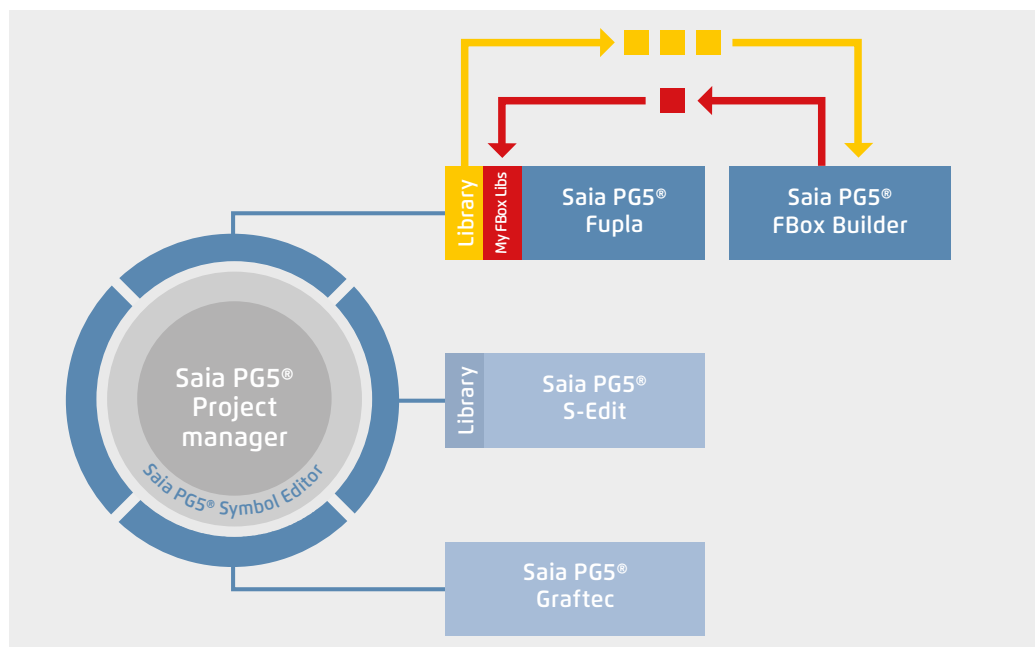 Library
My FBox Libs
Saia PG5®
Fupla
Saia PG5®
FBox Builder
Saia PG5®
Project
manager
Saia PG5® Symbol Editor
Library
Saia PG5®
S-Edit
Saia PG5®
Graftec